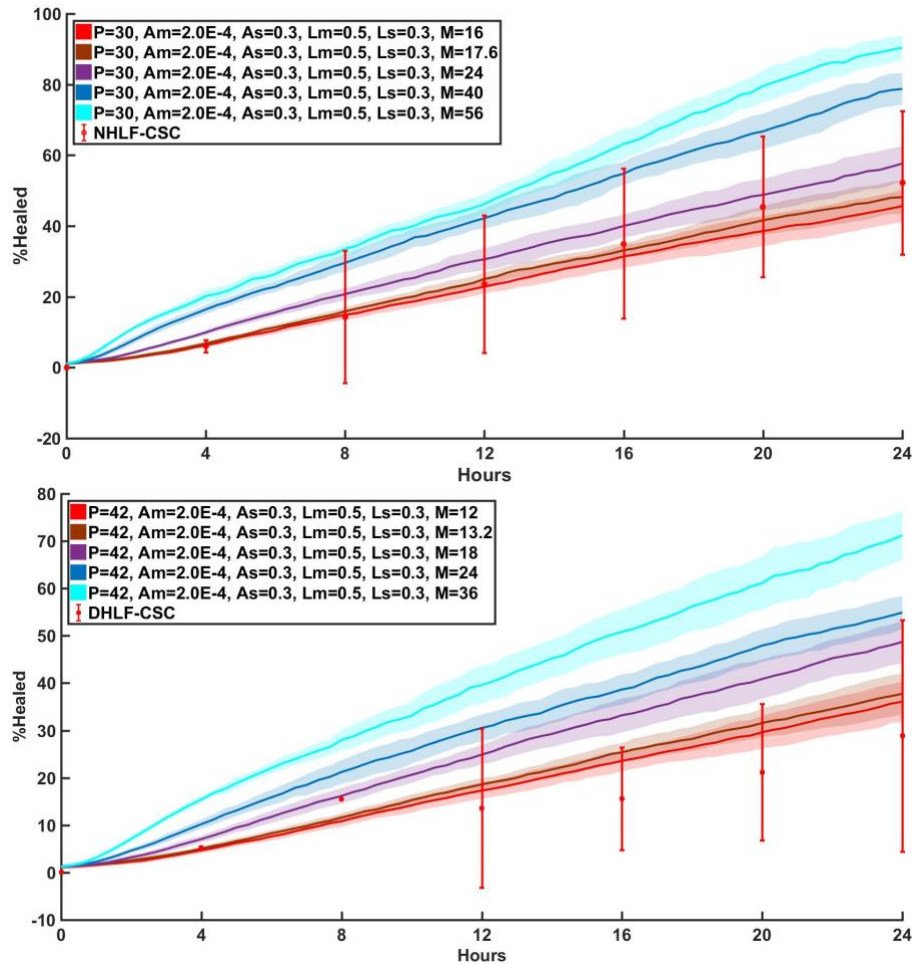 100
80
60
40
20
0
-20
%Healed
P=30, Am=2.0E-4, As=0.3, Lm=0.5, Ls=0.3, M=16
P=30, Am=2.0E-4, As=0.3, Lm=0.5, Ls=0.3, M=17.6
P=30, Am=2.0E-4, As=0.3, Lm=0.5, Ls=0.3, M=24
P=30, Am=2.0E-4, As=0.3, Lm=0.5, Ls=0.3, M=40
P=30, Am=2.0E-4, As=0.3, Lm=0.5, Ls=0.3, M=56
NHLF-CSC
0 4 8 12 16 20 24
Hours
80
70
60
50
40
30
20
10
0
-10
%Healed
P=42, Am=2.0E-4, As=0.3, Lm=0.5, Ls=0.3, M=12
P=42, Am=2.0E-4, As=0.3, Lm=0.5, Ls=0.3, M=13.2
P=42, Am=2.0E-4, As=0.3, Lm=0.5, Ls=0.3, M=18
P=42, Am=2.0E-4, As=0.3, Lm=0.5, Ls=0.3, M=24
P=42, Am=2.0E-4, As=0.3, Lm=0.5, Ls=0.3, M=36
DHLF-CSC
0 4 8 12 16 20 24
Hours